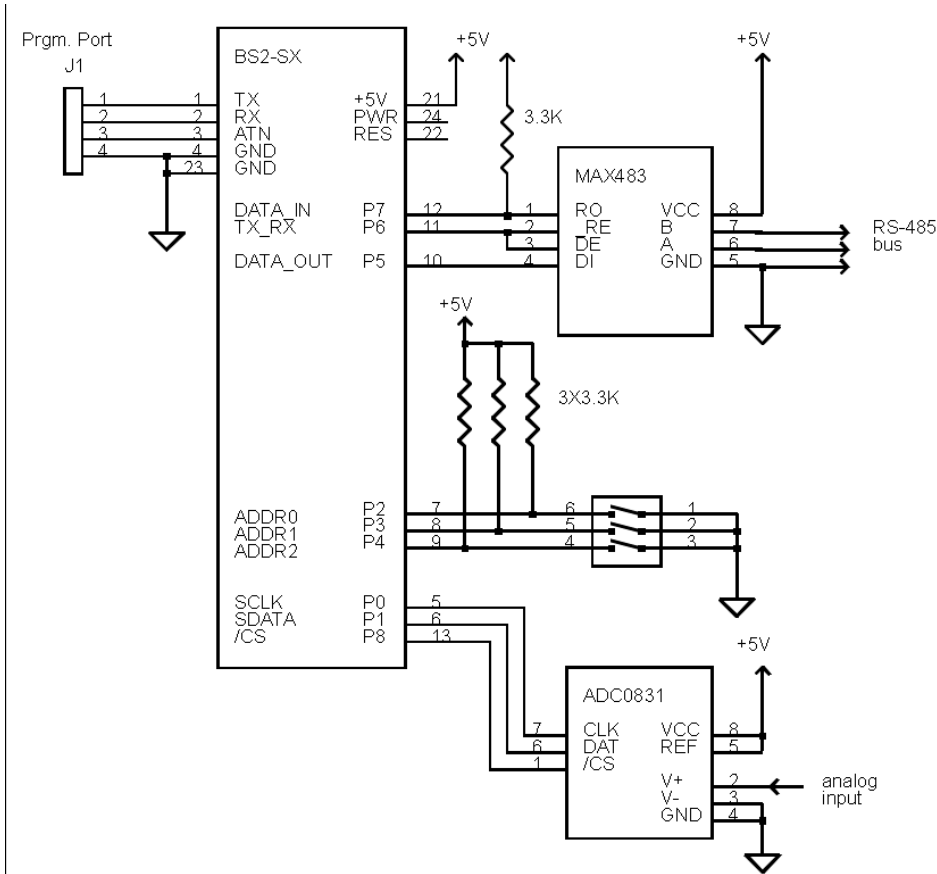 Prgm. Port
J1
1
2
3
4
BS2-SX
1 TX
2 RX
3 ATN
4 GND
23 GND
+5V 21
PWR 24
RES 22
+5V
3.3K
+5V
DATA_IN P7 12
TX_RX P6 11
DATA_OUT P5 10
MAX483
1 RO VCC 8
2 _RE B 7
3 DE A 6
4 DI GND 5
RS-485
bus
+5V
3X3.3K
ADDR0 P2 7
ADDR1 P3 8
ADDR2 P4 9
6 1
5 2
4 3
SCLK P0 5
SDATA P1 6
/CS P8 13
+5V
ADC0831
7 CLK VCC 8
6 DAT REF 5
1 /CS
V+ 2
V- 3
GND 4
analog
input